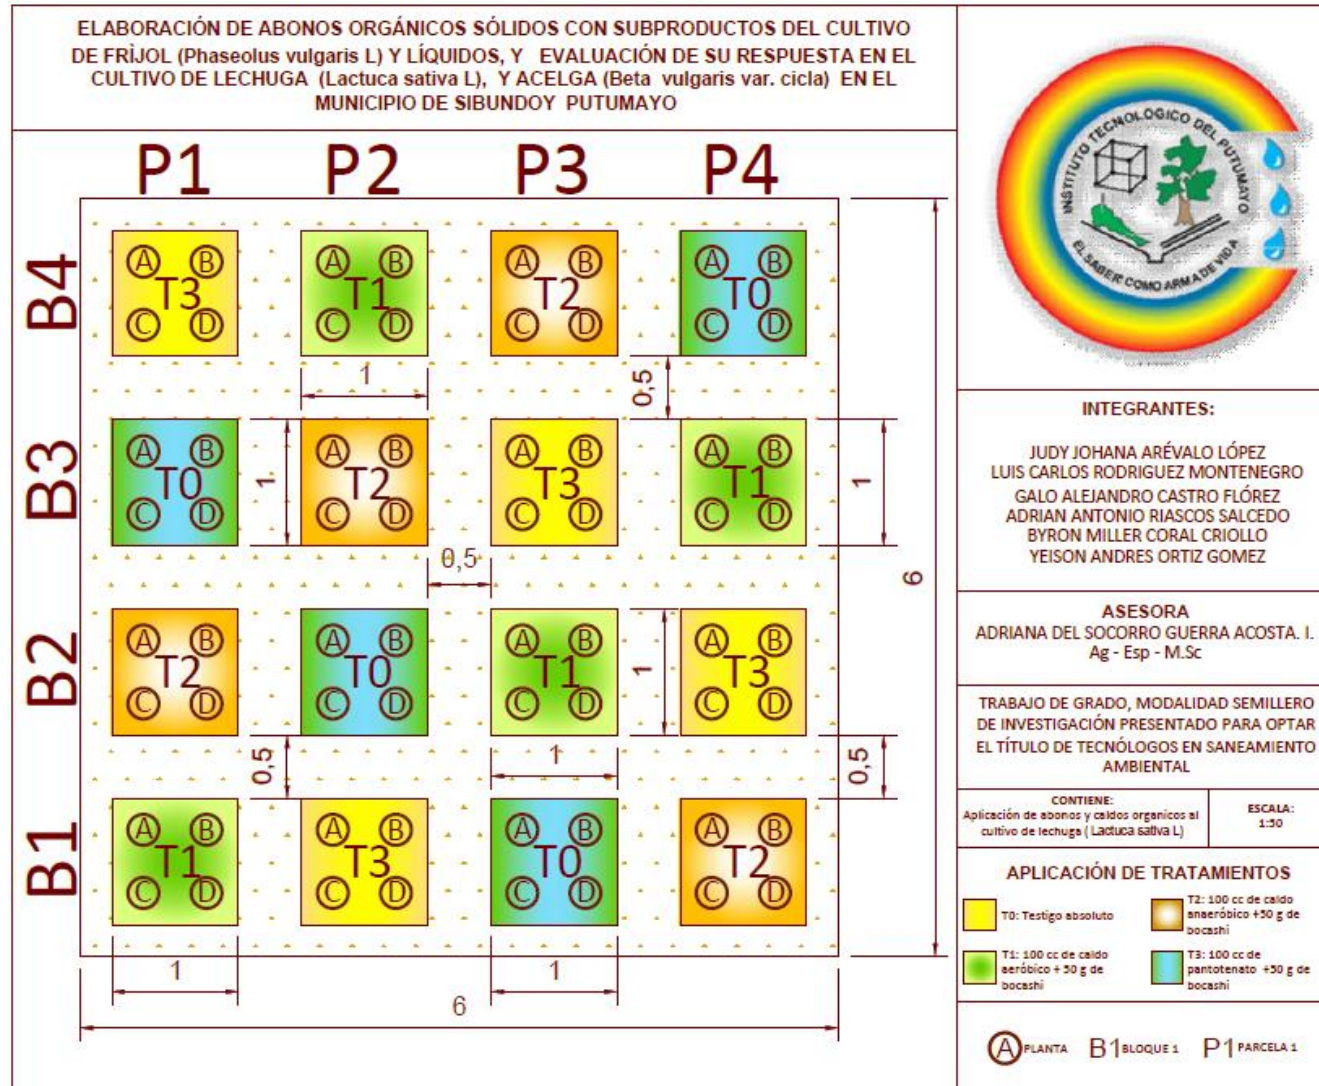 ELABORACIÓN DE ABONOS ORGÁNICOS SÓLIDOS CON SUBPRODUCTOS DEL CULTIVO
DE FRÌJOL (Phaseolus vulgaris L) Y LÍQUIDOS, Y EVALUACIÓN DE SU RESPUESTA EN EL
CULTIVO DE LECHUGA (Lactuca sativa L), Y ACELGA (Beta vulgaris var. cicla) EN EL
MUNICIPIO DE SIBUNDOY PUTUMAYO
P1 P2 P3 P4
B4
A B A B A B A B
T3 T1 T2 T0
C D C D C D C D
1
0,5
B3
A B A B A B A B
T0 T2 T3 T1
C D C D C D C D
1
1
0,5
6
B2
A B A B A B A B
T2 T0 T1 T3
C D C D C D C D
1
0,5
1
0,5
B1
A B A B A B A B
T1 T3 T0 T2
C D C D C D C D
1
1
6
INSTITUTO TECNOLOGICO DEL PUTUMAYO
EL SABER COMO ARMA DE VIDA
INTEGRANTES:
JUDY JOHANA ARÉVALO LÓPEZ
LUIS CARLOS RODRIGUEZ MONTENEGRO
GALO ALEJANDRO CASTRO FLÓREZ
ADRIAN ANTONIO RIASCOS SALCEDO
BYRON MILLER CORAL CRIOLLO
YEISON ANDRES ORTIZ GOMEZ
ASESORA
ADRIANA DEL SOCORRO GUERRA ACOSTA. I.
Ag - Esp - M.Sc
TRABAJO DE GRADO, MODALIDAD SEMILLERO
DE INVESTIGACIÓN PRESENTADO PARA OPTAR
EL TÍTULO DE TECNÓLOGOS EN SANEAMIENTO
AMBIENTAL
CONTIENE:
Aplicación de abonos y caldos organicos al
cultivo de lechuga ( Lactuca sativa L)
ESCALA:
1:50
APLICACIÓN DE TRATAMIENTOS
T0: Testigo absoluto
T2: 100 cc de caldo
anaeróbico +50 g de
bocashi
T1: 100 cc de caldo
aeróbico + 50 g de
bocashi
T3: 100 cc de
pantotenato +50 g de
bocashi
A PLANTA B1 BLOQUE 1 P1 PARCELA 1